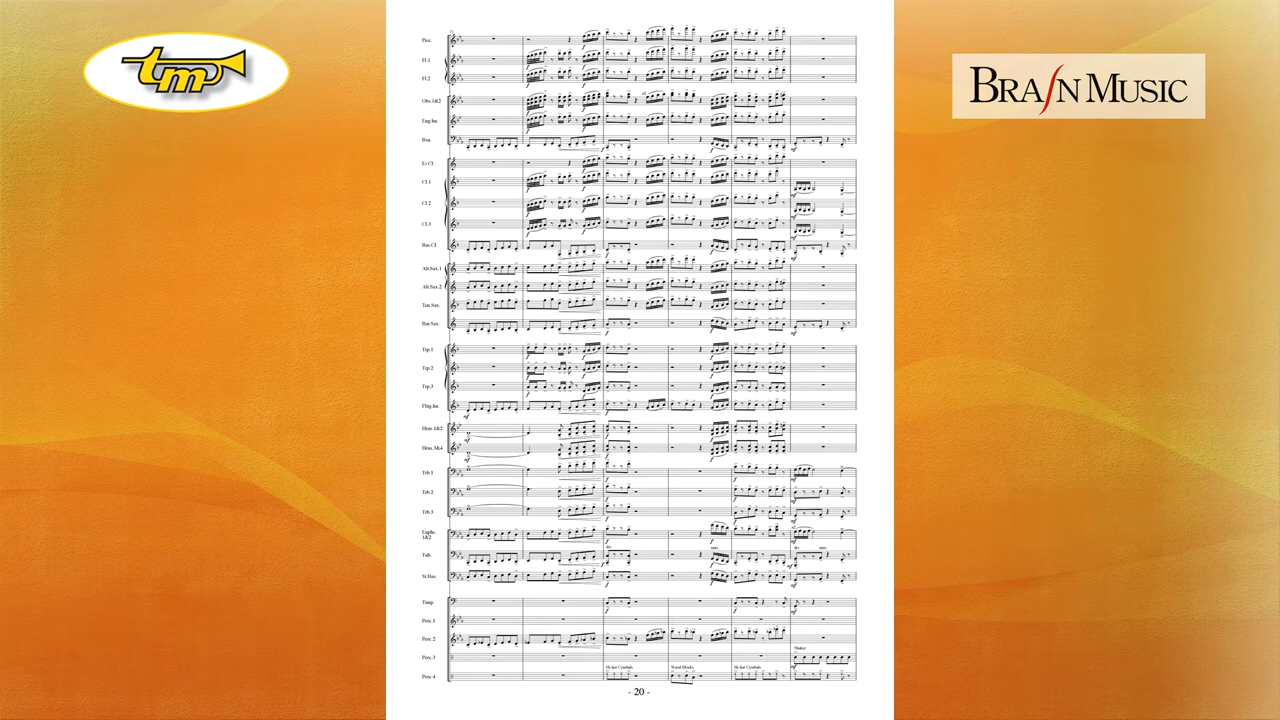 tm
BRAIN MUSIC
Picc.
Fl.1
Fl.2
Obs.1&2
Eng.hn.
Bsn.
E♭ Cl.
Cl.1
Cl.2
Cl.3
Bas.Cl.
Alt.Sax.1
Alt.Sax.2
Ten.Sax.
Bar.Sax.
Trp.1
Trp.2
Trp.3
Flüg.hn.
mf
Hrns.1&2
Hrns.3&4
Trb.1
Trb.2
Trb.3
Euph.
1&2
Tub.
St.Bas.
Timp.
Perc.1
Perc.2
Perc.3
Shaker
Perc.4
Hi-hat Cymbals
Wood Blocks
Hi-hat Cymbals
- 20 -